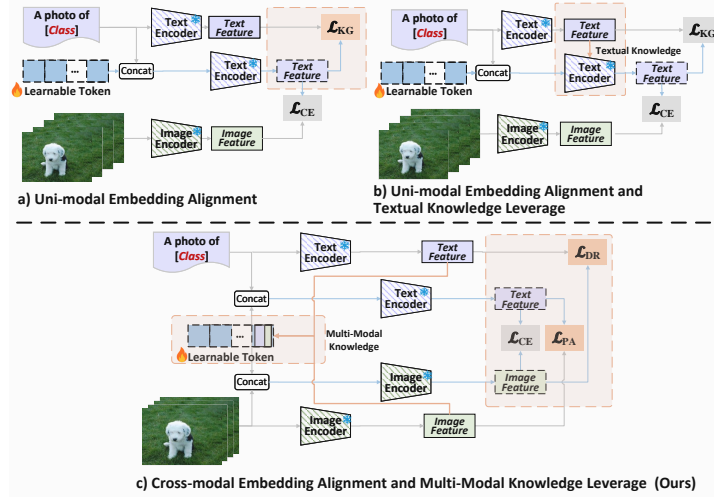 A photo of
[Class]
Text
Encoder
Text
Feature
ℒKG
Concat
Text
Encoder
Text
Feature
Learnable Token
ℒCE
Image
Encoder
Image
Feature
a) Uni-modal Embedding Alignment
A photo of
[Class]
Text
Encoder
Text
Feature
ℒKG
Textual Knowledge
Concat
Text
Encoder
Text
Feature
Learnable Token
ℒCE
Image
Encoder
Image
Feature
b) Uni-modal Embedding Alignment and
Textual Knowledge Leverage
A photo of
[Class]
Text
Encoder
Text
Feature
ℒDR
Concat
Text
Encoder
Text
Feature
Multi-Modal
Knowledge
ℒCE
ℒPA
Learnable Token
Concat
Image
Encoder
Image
Feature
Image
Encoder
Image
Feature
c) Cross-modal Embedding Alignment and Multi-Modal Knowledge Leverage (Ours)